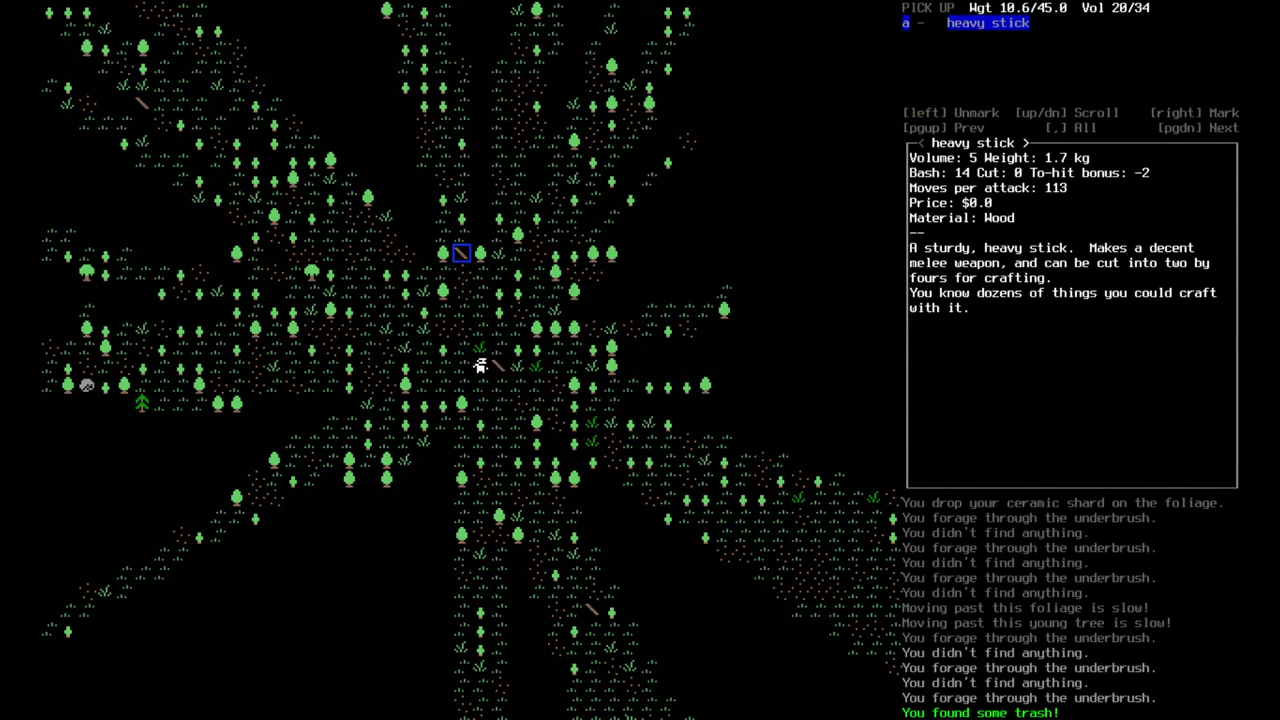 PICK UP  Wgt 10.6/45.0  Vol 20/34
a -   heavy stick
[left] Unmark  [up/dn] Scroll    [right] Mark
[pgup] Prev        [,] All       [pgdn] Next
< heavy stick >
Volume: 5 Weight: 1.7 kg
Bash: 14 Cut: 0 To-hit bonus: -2
Moves per attack: 113
Price: $0.0
Material: Wood
--
A sturdy, heavy stick.  Makes a decent
melee weapon, and can be cut into two by
fours for crafting.
You know dozens of things you could craft
with it.
You drop your ceramic shard on the foliage.
You forage through the underbrush.
You didn't find anything.
You forage through the underbrush.
You didn't find anything.
You forage through the underbrush.
You didn't find anything.
Moving past this foliage is slow!
Moving past this young tree is slow!
You forage through the underbrush.
You didn't find anything.
You forage through the underbrush.
You didn't find anything.
You forage through the underbrush.
You found some trash!